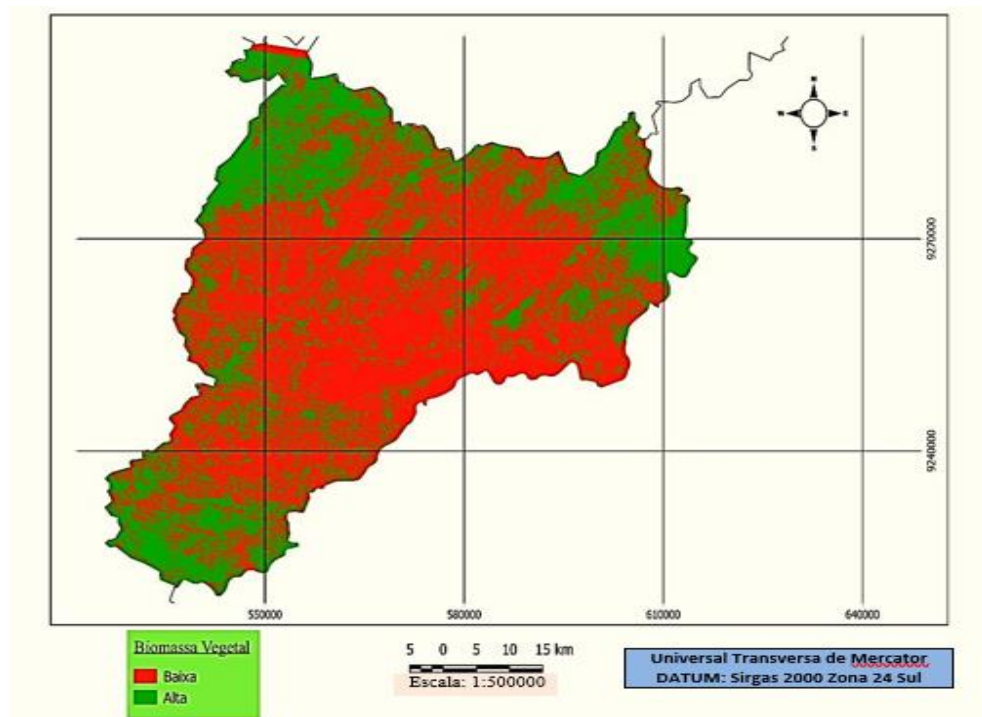 N
W E
S
9270000
9240000
550000 580000 610000 640000
Biomassa Vegetal
Baixa
Alta
5 0 5 10 15 km
Escala: 1:500000
Universal Transversa de Mercator
DATUM: Sirgas 2000 Zona 24 Sul